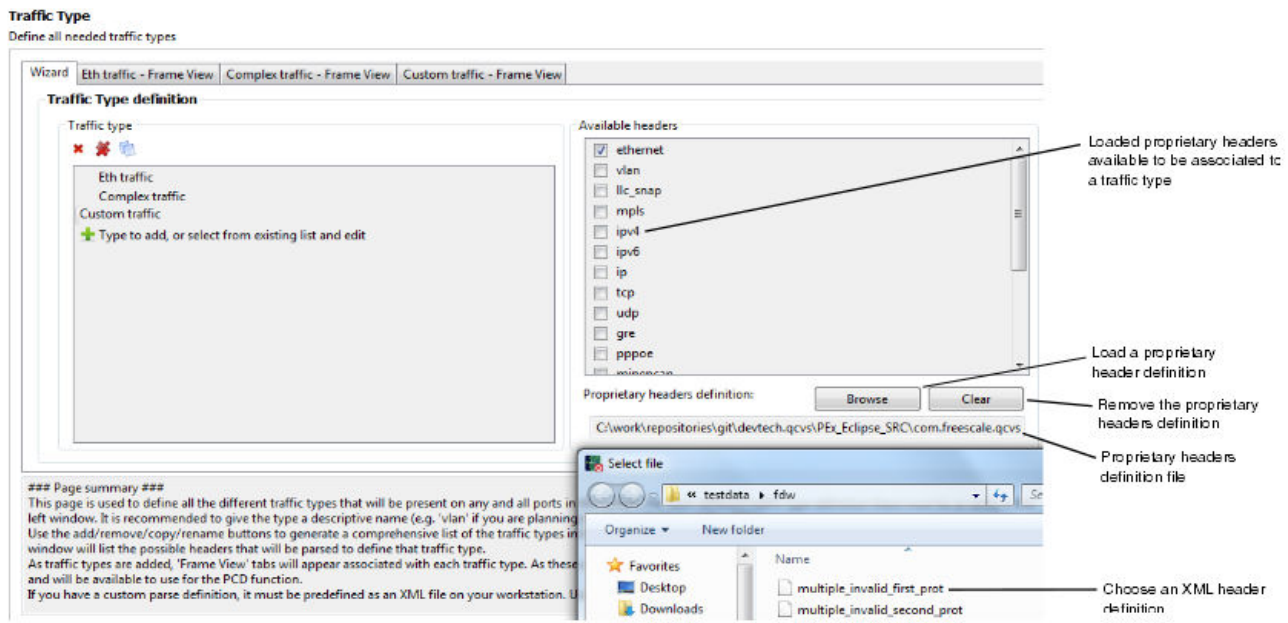 Traffic Type
Define all needed traffic types
Wizard
Eth traffic - Frame View
Complex traffic - Frame View
Custom traffic - Frame View
Traffic Type definition
Traffic type
Eth traffic
Complex traffic
Custom traffic
Type to add, or select from existing list and edit
Available headers
ethernet
vlan
llc_snap
mpls
ipv4
ipv6
ip
tcp
udp
gre
pppoe
minencap
Proprietary headers definition:
Browse
Clear
C:\work\repositories\git\devtech.qcvs\PEx_Eclipse_SRC\com.freescale.qcvs
Loaded proprietary headers
available to be associated to
a traffic type
Load a proprietary
header definition
Remove the proprietary
headers definition
Proprietary headers
definition file
### Page summary ###
This page is used to define all the different traffic types that will be present on any and all ports in
left window. It is recommended to give the type a descriptive name (e.g. 'vlan' if you are planning
Use the add/remove/copy/rename buttons to generate a comprehensive list of the traffic types in
window will list the possible headers that will be parsed to define that traffic type.
As traffic types are added, 'Frame View' tabs will appear associated with each traffic type. As these
and will be available to use for the PCD function.
If you have a custom parse definition, it must be predefined as an XML file on your workstation. U
Select file
« testdata
fdw
Se
Organize
New folder
Favorites
Desktop
Downloads
Name
multiple_invalid_first_prot
multiple_invalid_second_prot
Choose an XML header
definition